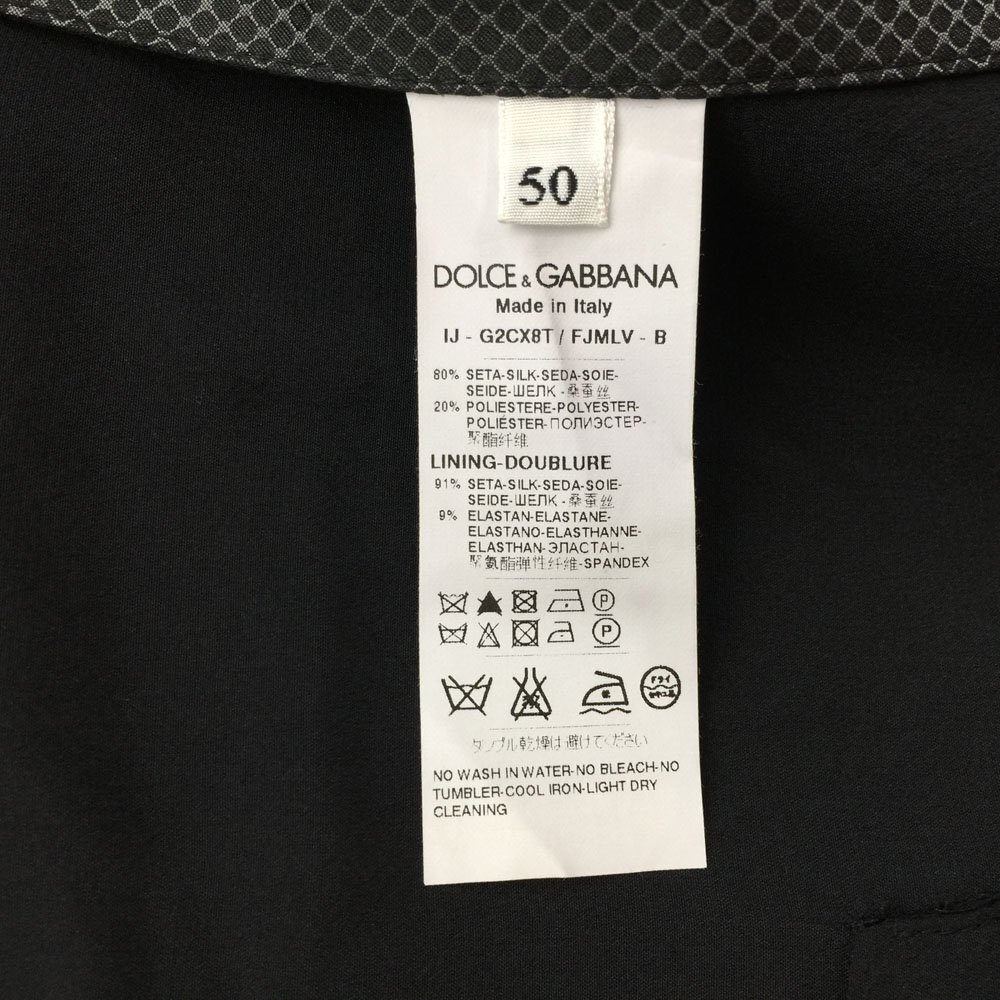 50
DOLCE & GABBANA
Made in Italy
IJ - G2CX8T / FJMLV - B
80% SETA-SILK-SEDA-SOIE-
SEIDE-ШЕЛК-桑蚕丝
20% POLIESTERE-POLYESTER-
POLIÉSTER-ПОЛИЭСТЕР-
聚酯纤维
LINING-DOUBLURE
91% SETA-SILK-SEDA-SOIE-
SEIDE-ШЕЛК-桑蚕丝
9% ELASTAN-ELASTANE-
ELASTANO-ELASTHANNE-
ELASTHAN-ЭЛАСТАН-
聚氨酯弹性纤维-SPANDEX
P
P
ドライ
タンブル乾燥は避けてください
NO WASH IN WATER-NO BLEACH-NO
TUMBLER-COOL IRON-LIGHT DRY
CLEANING